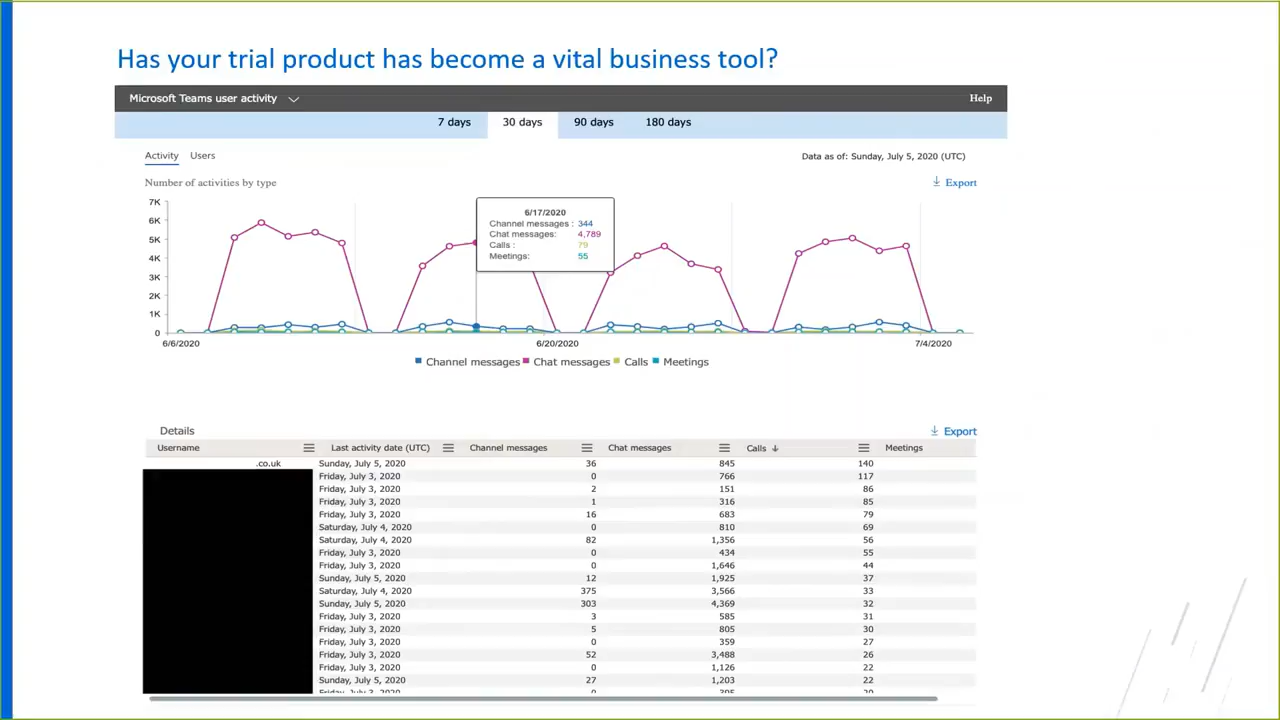 Has your trial product has become a vital business tool?
Microsoft Teams user activity Help
7 days 30 days 90 days 180 days
Activity Users Data as of: Sunday, July 5, 2020 (UTC)
Number of activities by type Export
7K
6K
5K
4K
3K
2K
1K
0
6/17/2020
Channel messages : 344
Chat messages: 4,789
Calls : 79
Meetings: 55
6/6/2020 6/20/2020 7/4/2020
Channel messages Chat messages Calls Meetings
Details Export
Username Last activity date (UTC) Channel messages Chat messages Calls Meetings
.co.uk Sunday, July 5, 2020 36 845 140
Friday, July 3, 2020 0 766 117
Friday, July 3, 2020 2 151 86
Friday, July 3, 2020 1 316 85
Friday, July 3, 2020 16 683 79
Saturday, July 4, 2020 0 810 69
Saturday, July 4, 2020 82 1,356 56
Friday, July 3, 2020 0 434 55
Friday, July 3, 2020 0 1,646 44
Sunday, July 5, 2020 12 1,925 37
Saturday, July 4, 2020 375 3,566 33
Sunday, July 5, 2020 303 4,369 32
Friday, July 3, 2020 3 585 31
Friday, July 3, 2020 5 805 30
Friday, July 3, 2020 0 359 27
Friday, July 3, 2020 52 3,488 26
Friday, July 3, 2020 0 1,126 22
Sunday, July 5, 2020 27 1,203 22